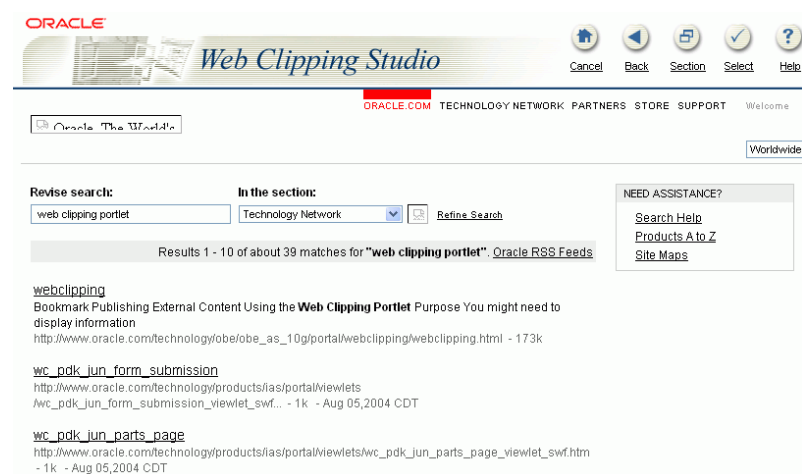 ORACLE
Web Clipping Studio
Cancel Back Section Select Help
ORACLE.COM TECHNOLOGY NETWORK PARTNERS STORE SUPPORT Welcome
Oracle, The World's
Worldwide
Revise search: In the section:
web clipping portlet Technology Network Refine Search
NEED ASSISTANCE?
Search Help
Products A to Z
Site Maps
Results 1 - 10 of about 39 matches for "web clipping portlet". Oracle RSS Feeds
webclipping
Bookmark Publishing External Content Using the Web Clipping Portlet Purpose You might need to
display information
http://www.oracle.com/technology/obe/obe_as_10g/portal/webclipping/webclipping.html - 173k
wc_pdk_jun_form_submission
http://www.oracle.com/technology/products/ias/portal/viewlets
/wc_pdk_jun_form_submission_viewlet_swf... - 1k - Aug 05,2004 CDT
wc_pdk_jun_parts_page
http://www.oracle.com/technology/products/ias/portal/viewlets/wc_pdk_jun_parts_page_viewlet_swf.htm
- 1k - Aug 05,2004 CDT